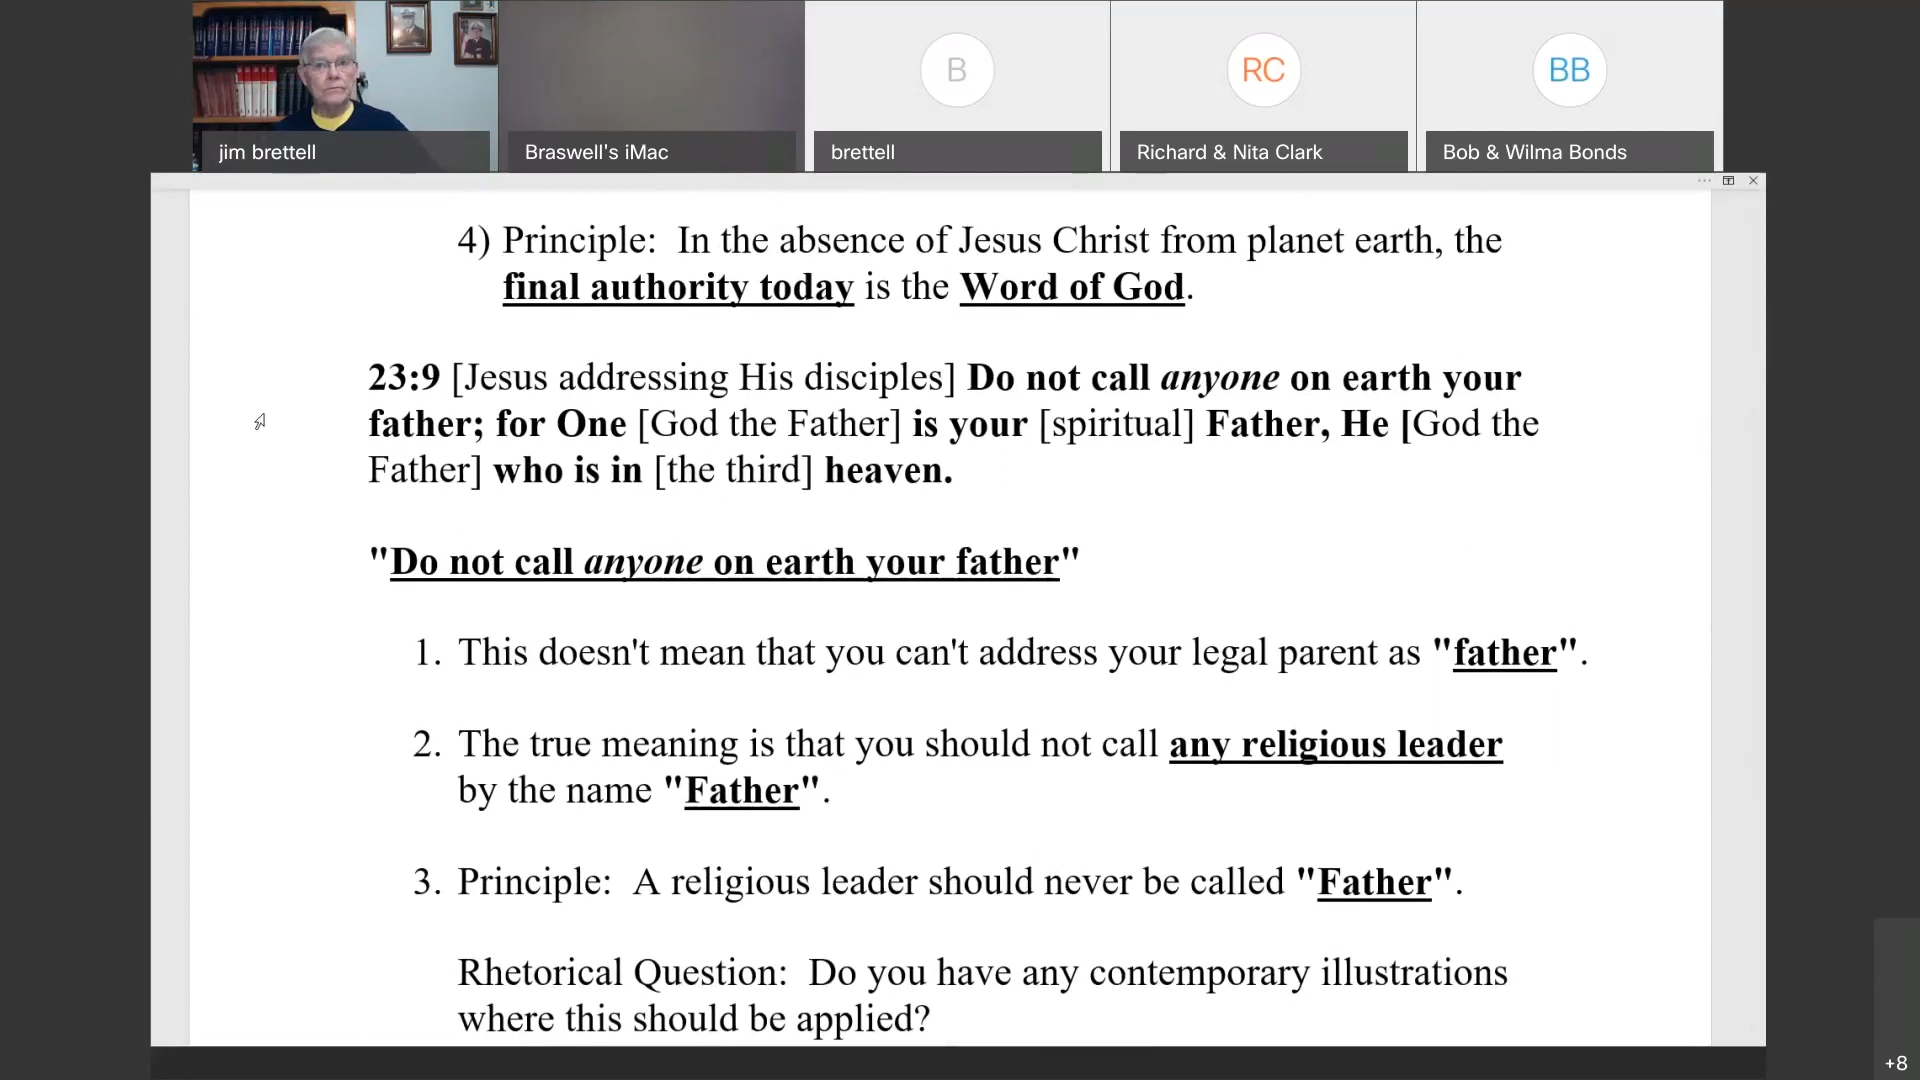 jim brettell
Braswell's iMac
B
brettell
RC
Richard & Nita Clark
BB
Bob & Wilma Bonds
4) Principle: In the absence of Jesus Christ from planet earth, the
final authority today is the Word of God.
23:9 [Jesus addressing His disciples] Do not call anyone on earth your
father; for One [God the Father] is your [spiritual] Father, He [God the
Father] who is in [the third] heaven.
"Do not call anyone on earth your father"
1. This doesn't mean that you can't address your legal parent as "father".
2. The true meaning is that you should not call any religious leader
by the name "Father".
3. Principle: A religious leader should never be called "Father".
Rhetorical Question: Do you have any contemporary illustrations
where this should be applied?
+8